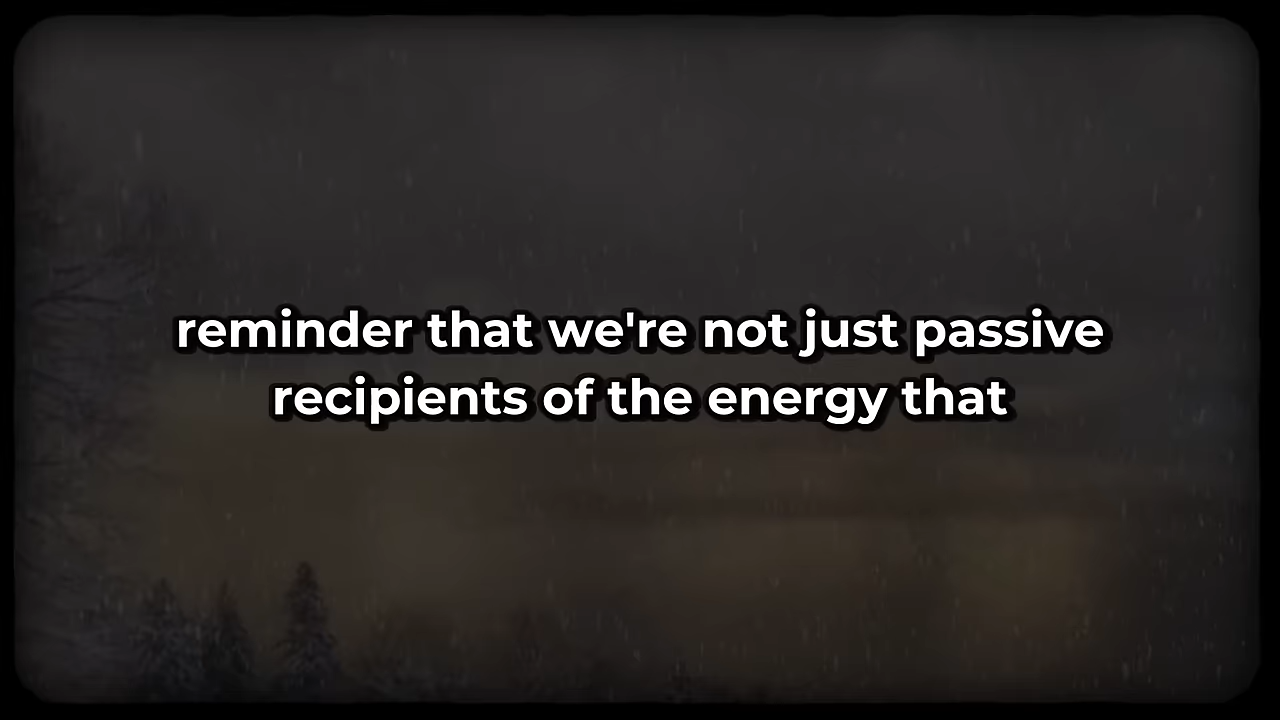 reminder that we're not just passive
recipients of the energy that